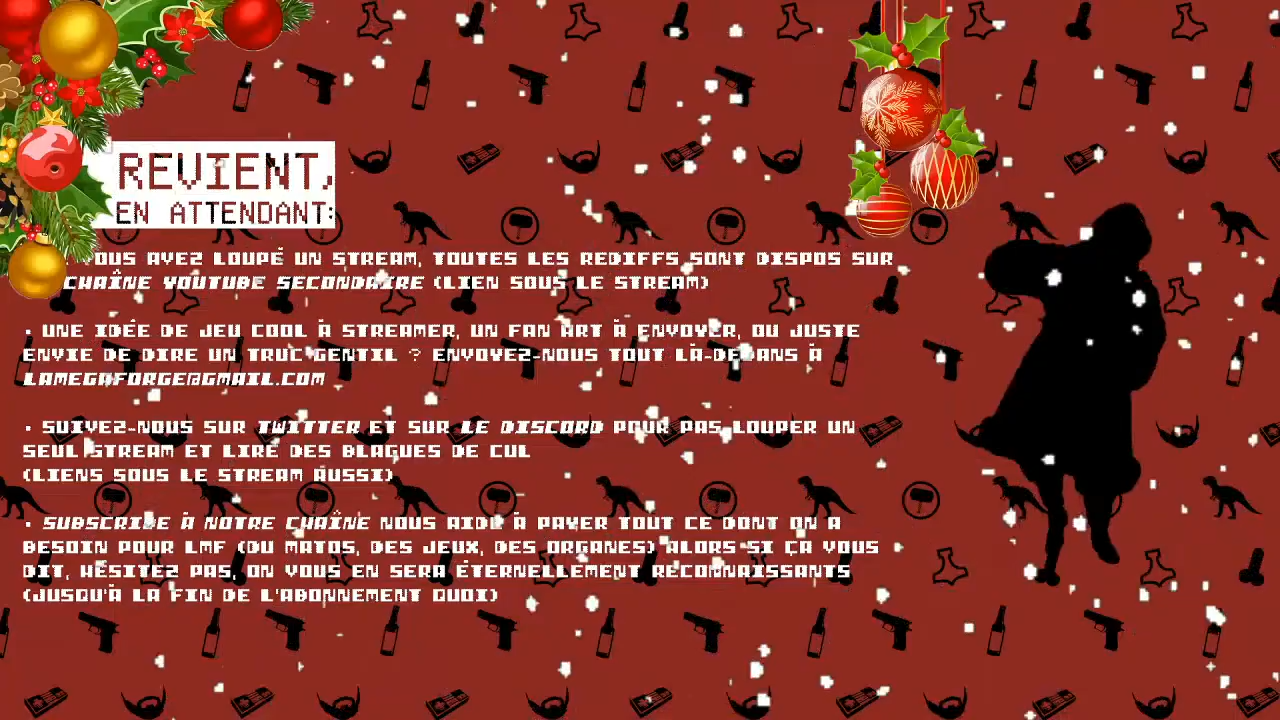 REVIENT,
EN ATTENDANT:
VOUS AVEZ LOUPÉ UN STREAM, TOUTES LES REDIFFS SONT DISPOS SUR
CHAÎNE YOUTUBE SECONDAIRE (LIEN SOUS LE STREAM)
• UNE IDÉE DE JEU COOL À STREAMER, UN FAN ART À ENVOYER, OU JUSTE
ENVIE DE DIRE UN TRUC GENTIL ? ENVOYEZ-NOUS TOUT LÀ-DEDANS À
LAMEGAFORGE@GMAIL.COM
• SUIVEZ-NOUS SUR TWITTER ET SUR LE DISCORD POUR PAS LOUPER UN
SEUL STREAM ET LIRE DES BLAGUES DE CUL
(LIENS SOUS LE STREAM AUSSI)
• SUBSCRIBE À NOTRE CHAÎNE NOUS AIDE À PAYER TOUT CE DONT ON A
BESOIN POUR LMF (DU MATOS, DES JEUX, DES ORGANES) ALORS SI ÇA VOUS
DIT, HÉSITEZ PAS, ON VOUS EN SERA ÉTERNELLEMENT RECONNAISSANTS
(JUSQU'À LA FIN DE L'ABONNEMENT QUOI)